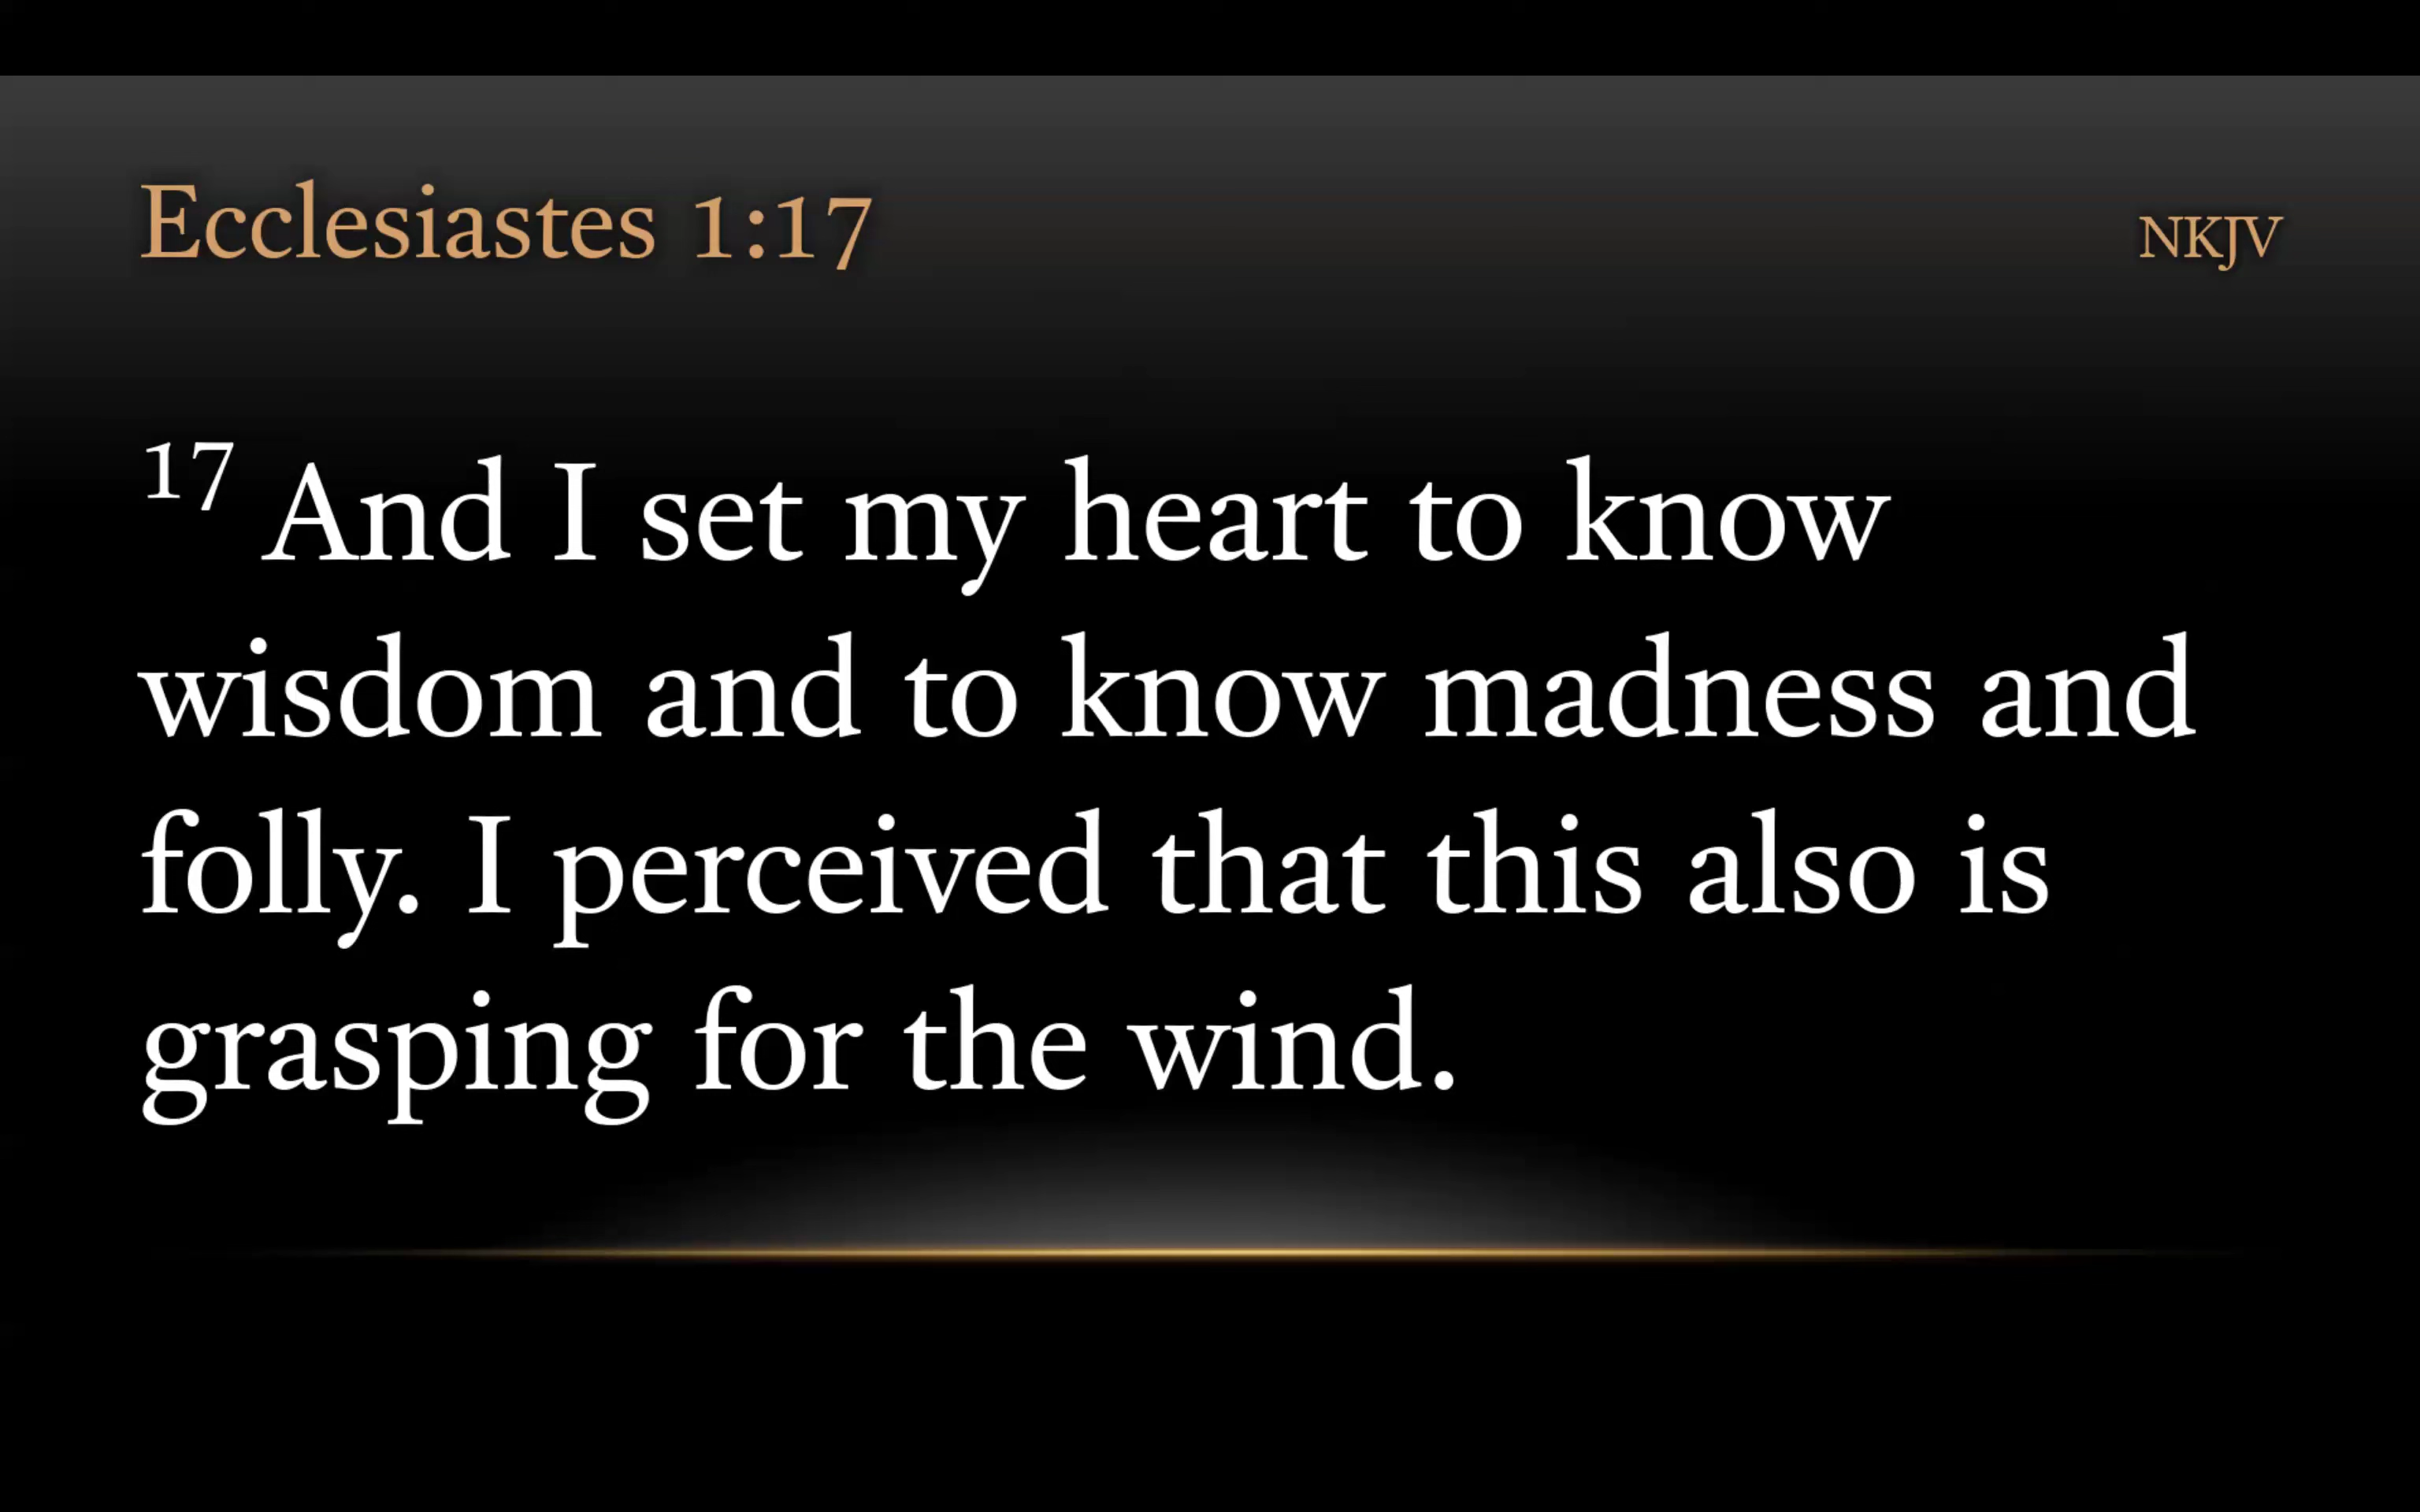 Ecclesiastes 1:17 NKJV
17 And I set my heart to know
wisdom and to know madness and
folly. I perceived that this also is
grasping for the wind.